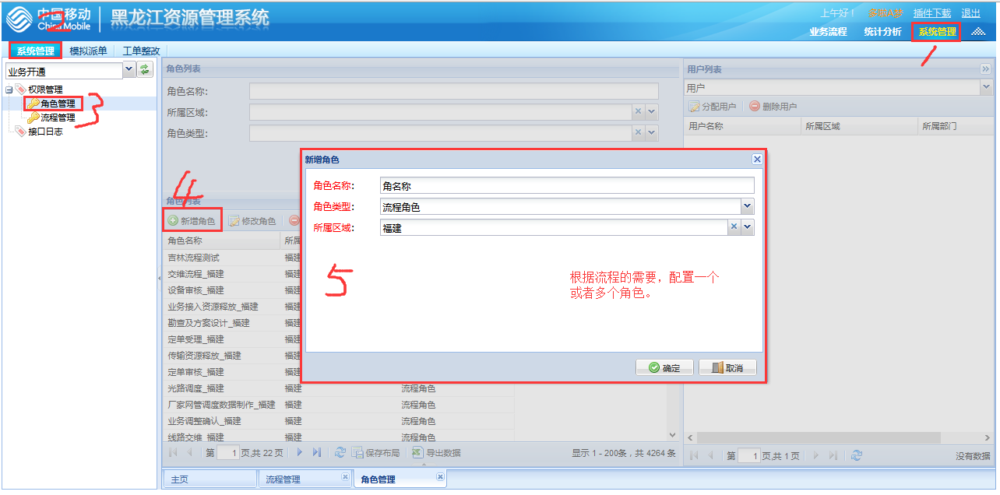 中国移动
China Mobile
黑龙江资源管理系统
上午好！
插件下载 退出
业务流程 统计分析 系统管理
2
1
系统管理 模拟派单 工单整改
业务开通
权限管理
角色管理
流程管理
接口日志
3
角色列表
角色名称:
所属区域:
角色类型:
4
角色列表
新增角色 修改角色
角色名称 所属
吉林流程测试 福建
交维流程_福建 福建
设备审核_福建 福建
业务接入资源释放_福建 福建
勘查及方案设计_福建 福建
定单受理_福建 福建
传输资源释放_福建 福建
定单审核_福建 福建
光路调度_福建 福建 流程角色
厂家网管调度数据制作_福建 福建 流程角色
业务调整确认_福建 福建 流程角色
线路交维_福建 福建 流程角色
第 1 页,共 22 页 保存布局 导出数据 显示 1 - 200条，共 4264 条
新增角色
角色名称: 角名称
角色类型: 流程角色
所属区域: 福建
5
根据流程的需要，配置一个
或者多个角色。
确定 取消
用户列表
用户
分配用户 删除用户
用户名称 所属区域 所属部门
第 1 页,共 1 页 没有数据
主页 流程管理 角色管理